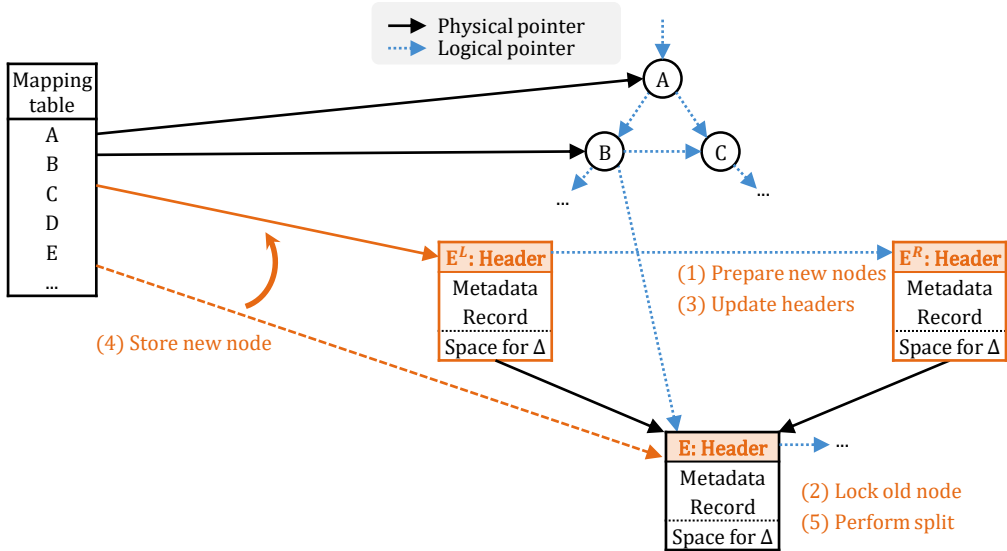 Physical pointer
Logical pointer
Mapping
table
A
B
C
D
E
...
A
B
C
...
...
E^L: Header
Metadata
Record
Space for Δ
(1) Prepare new nodes
(3) Update headers
E^R: Header
Metadata
Record
Space for Δ
(4) Store new node
E: Header
Metadata
Record
Space for Δ
...
(2) Lock old node
(5) Perform split